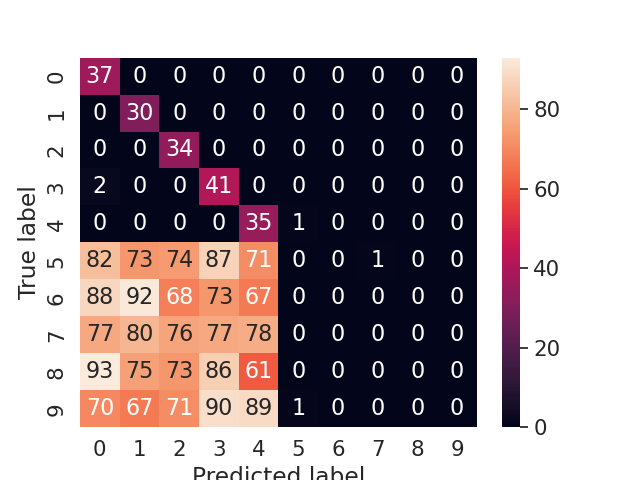 0 37 0 0 0 0 0 0 0 0 0
1 0 30 0 0 0 0 0 0 0 0
2 0 0 34 0 0 0 0 0 0 0
3 2 0 0 41 0 0 0 0 0 0
4 0 0 0 0 35 1 0 0 0 0
5 82 73 74 87 71 0 0 1 0 0
6 88 92 68 73 67 0 0 0 0 0
7 77 80 76 77 78 0 0 0 0 0
8 93 75 73 86 61 0 0 0 0 0
9 70 67 71 90 89 1 0 0 0 0
0 1 2 3 4 5 6 7 8 9
True label
Predicted label
80
60
40
20
0